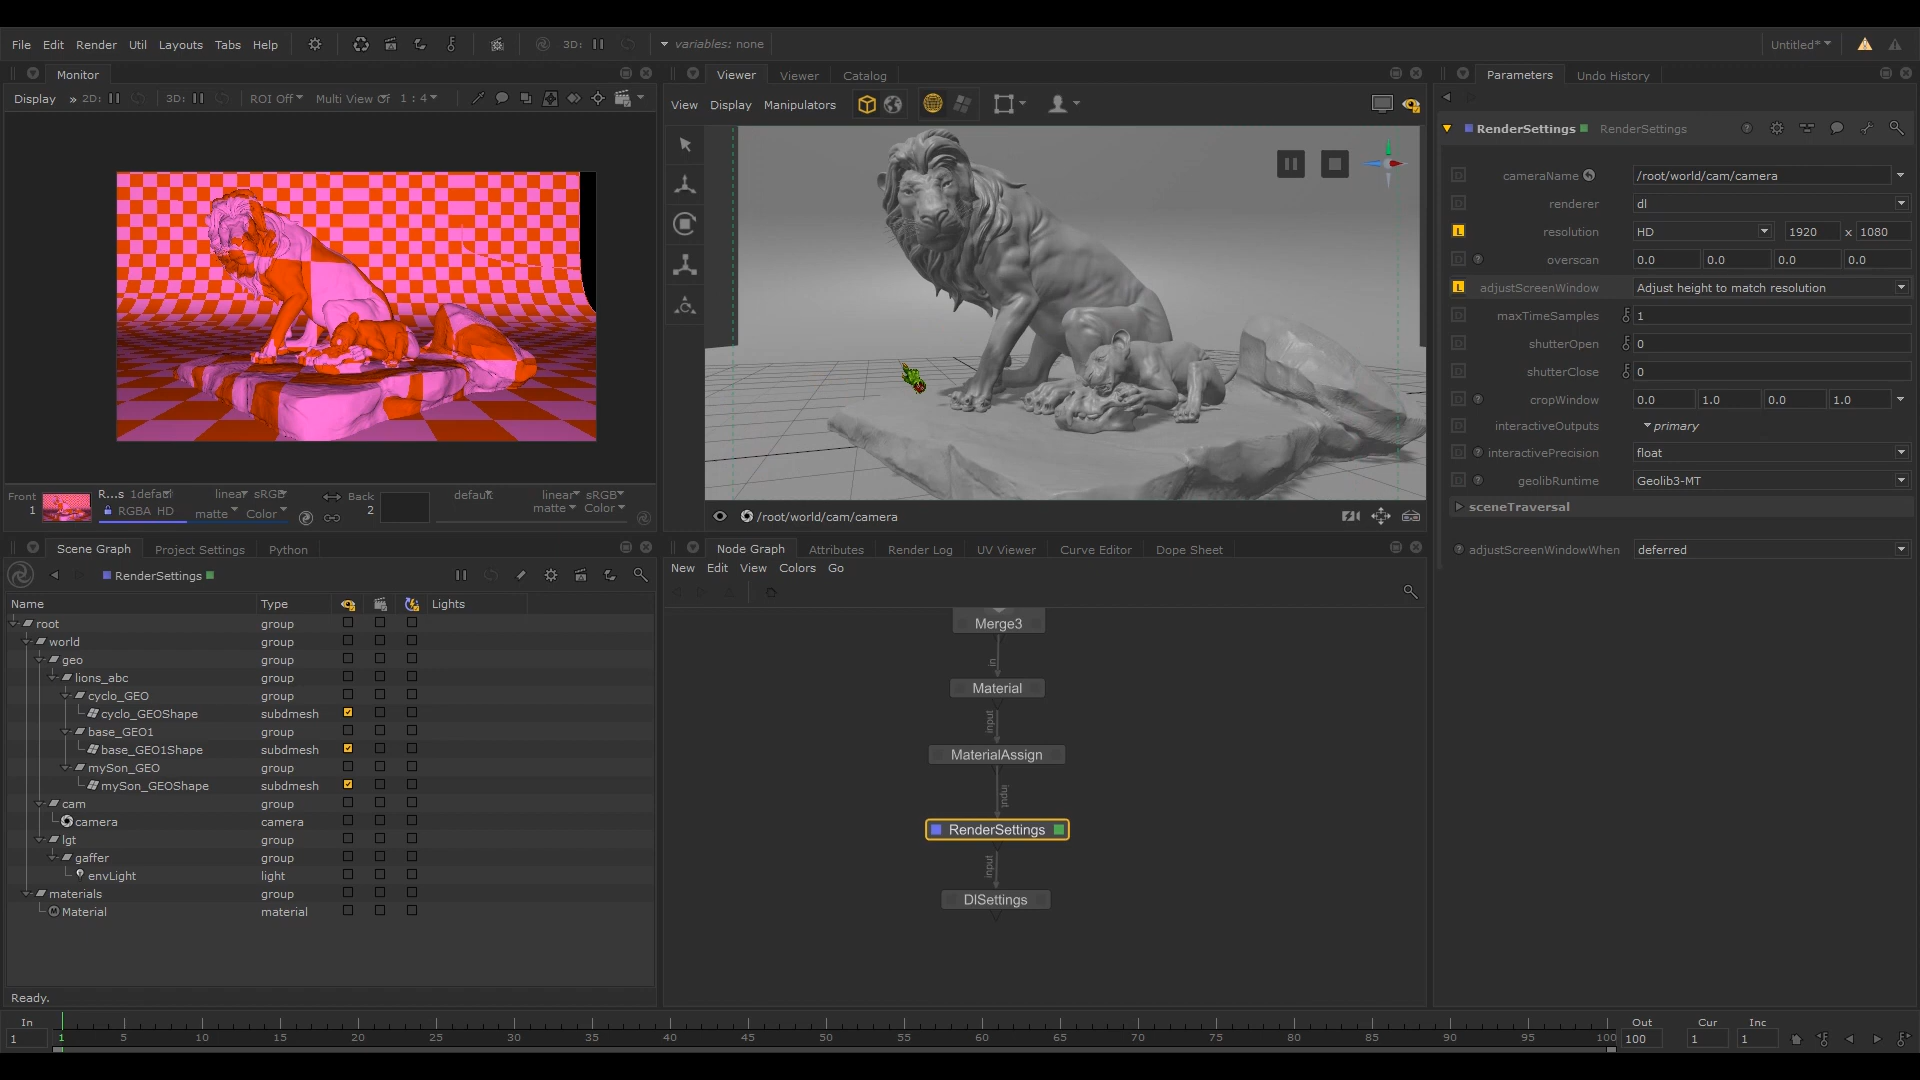 File Edit Render Util Layouts Tabs Help 3D: variables: none Untitled*
Monitor
Display » 2D: 3D: ROI Off Multi View Off 1 : 4
Front
1
R...s 1default
RGBA HD
linear sRGB
matte Color
Back
2
default
linear sRGB
matte Color
Viewer Viewer Catalog
View Display Manipulators
/root/world/cam/camera
Parameters Undo History
RenderSettings RenderSettings
cameraName /root/world/cam/camera
renderer dl
L resolution HD 1920 x 1080
overscan 0.0 0.0 0.0 0.0
L adjustScreenWindow Adjust height to match resolution
maxTimeSamples 1
shutterOpen 0
shutterClose 0
cropWindow 0.0 1.0 0.0 1.0
interactiveOutputs primary
interactivePrecision float
geolibRuntime Geolib3-MT
sceneTraversal
adjustScreenWindowWhen deferred
Scene Graph Project Settings Python
RenderSettings
Name Type Lights
root group
world group
geo group
lions_abc group
cyclo_GEO group
cyclo_GEOShape subdmesh
base_GEO1 group
base_GEO1Shape subdmesh
mySon_GEO group
mySon_GEOShape subdmesh
cam group
camera camera
lgt group
gaffer group
envLight light
materials group
Material material
Ready.
Node Graph Attributes Render Log UV Viewer Curve Editor Dope Sheet
New Edit View Colors Go
Merge3
in
Material
input
MaterialAssign
input
RenderSettings
input
DlSettings
In
1
1 5 10 15 20 25 30 35 40 45 50 55 60 65 70 75 80 85 90 95 100
Out Cur Inc
100 1 1